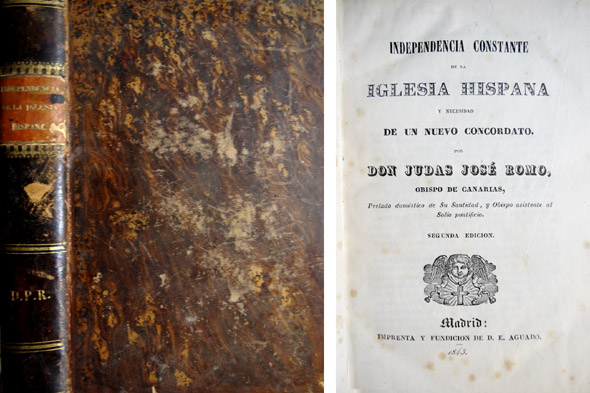 INDEPENDENCIA
DE LA IGLESIA
HISPANA
D.P.R.
INDEPENDENCIA CONSTANTE
DE LA
IGLESIA HISPANA
Y NECESIDAD
DE UN NUEVO CONCORDATO.
POR
DON JUDAS JOSÉ ROMO,
OBISPO DE CANARIAS,
Prelado doméstico de Su Santidad, y Obispo asistente al
Solio pontificio.
SEGUNDA EDICION.
Madrid:
IMPRENTA Y FUNDICION DE D. E. AGUADO.
1843.